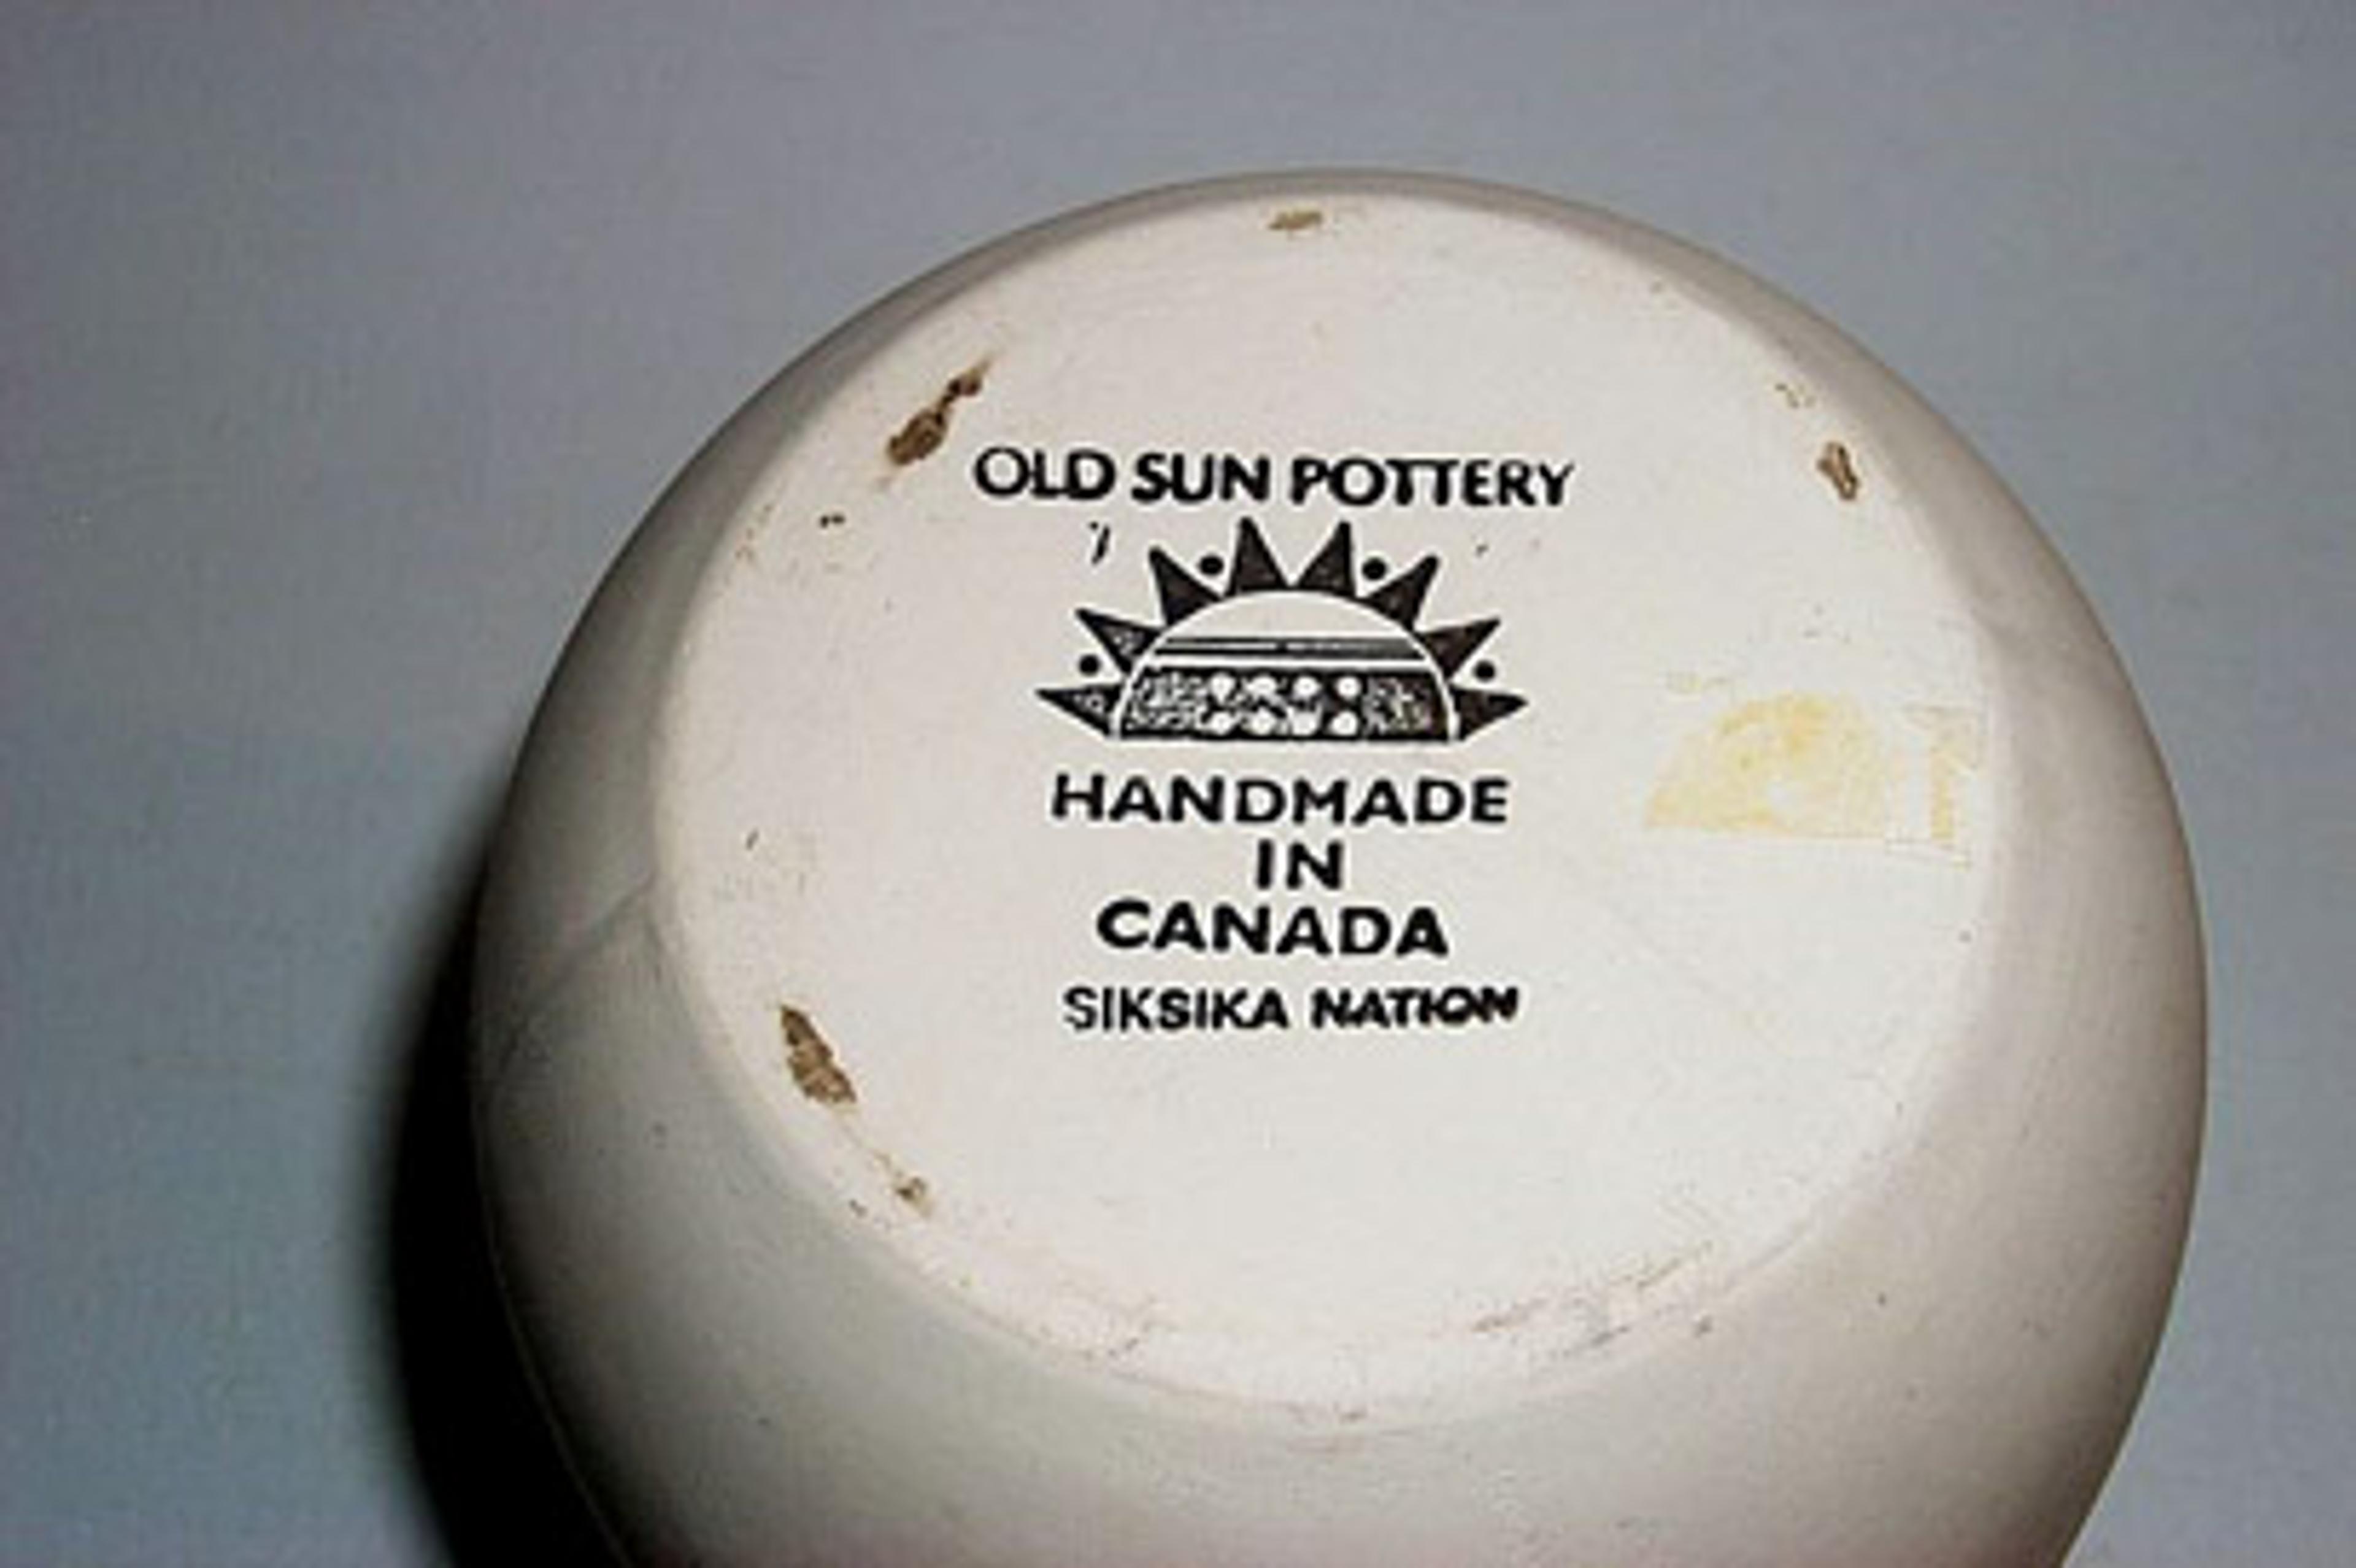 OLD SUN POTTERY
HANDMADE
IN
CANADA
SIKSIKA NATION